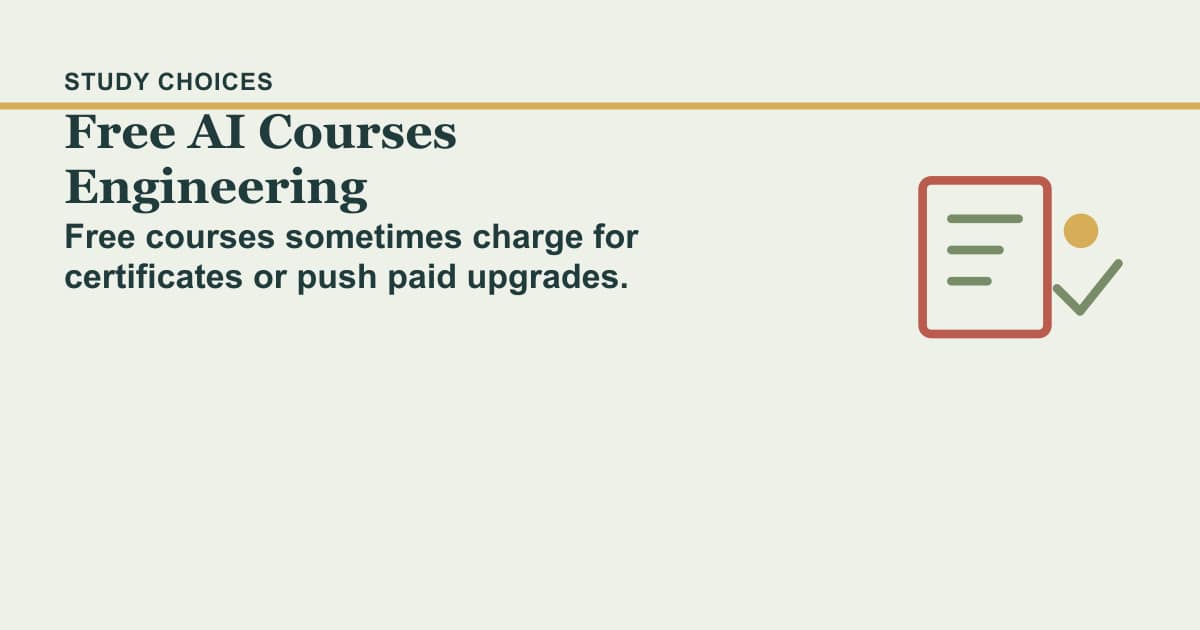 STUDY CHOICES
Free AI Courses
Engineering
Free courses sometimes charge for
certificates or push paid upgrades.